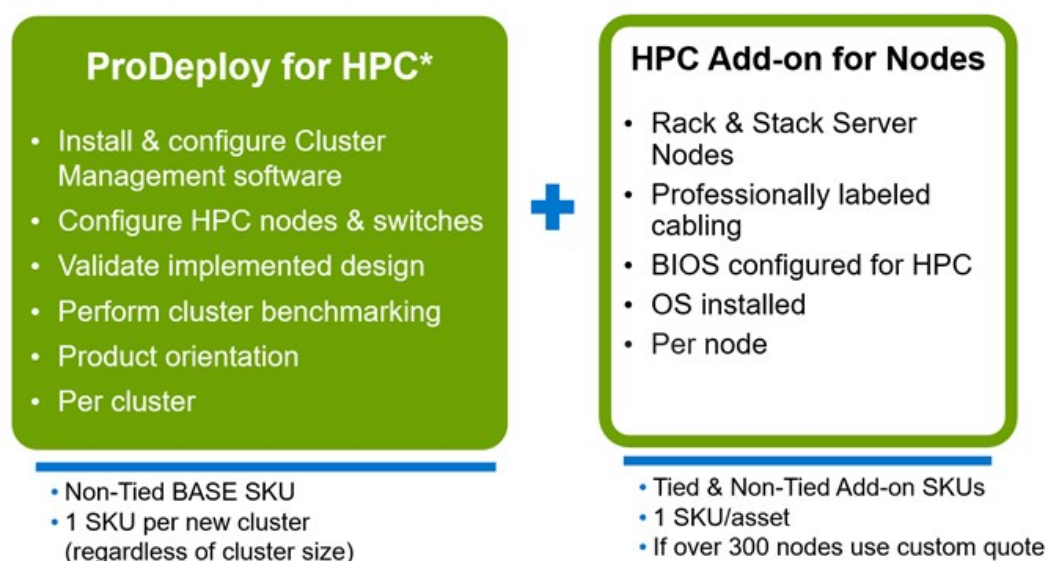 ProDeploy for HPC*
• Install & configure Cluster
Management software
• Configure HPC nodes & switches
• Validate implemented design
• Perform cluster benchmarking
• Product orientation
• Per cluster
• Non-Tied BASE SKU
• 1 SKU per new cluster
(regardless of cluster size)
+
HPC Add-on for Nodes
• Rack & Stack Server
Nodes
• Professionally labeled
cabling
• BIOS configured for HPC
• OS installed
• Per node
• Tied & Non-Tied Add-on SKUs
• 1 SKU/asset
• If over 300 nodes use custom quote